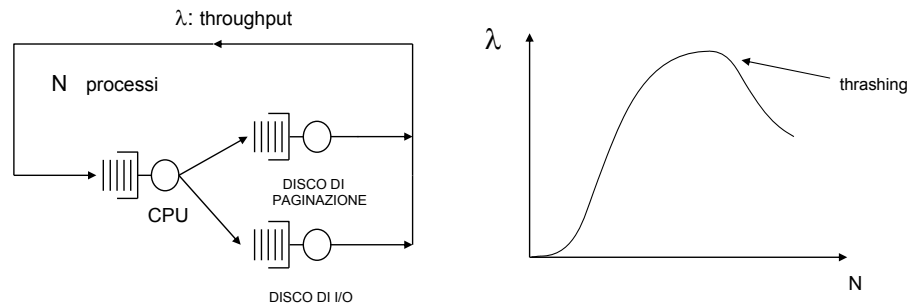 λ: throughput
N processi
CPU
DISCO DI
PAGINAZIONE
DISCO DI I/O
λ
thrashing
N